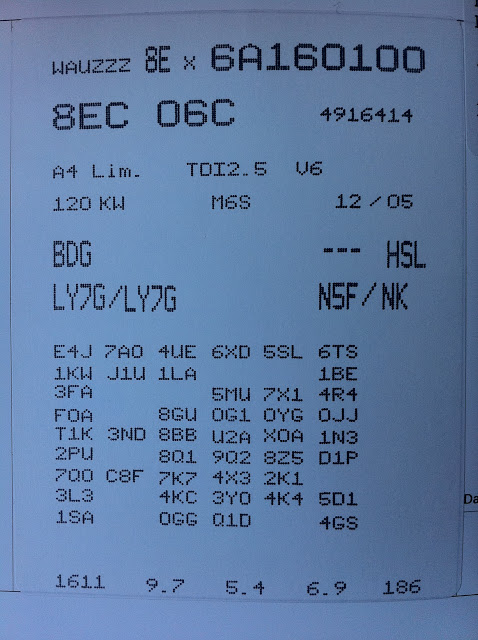 WAUZZZ 8E X 6A160100
8EC 06C 4916414
A4 Lim. TDI2.5 V6
120 KW M6S 12/05
BDG --- HSL
LY7G/LY7G N5F/NK
E4J 7A0 4UE 6XD 5SL 6TS
1KW J1U 1LA 1BE
3FA 5MU 7X1 4R4
F0A 8GU 0G1 0YG 0JJ
T1K 3ND 8BB U2A X0A 1N3
2PU 8Q1 9Q2 8Z5 D1P
7Q0 C8F 7K7 4X3 2K1
3L3 4KC 3Y0 4K4 5D1
1SA 0GG Q1D 4GS
1611 9.7 5.4 6.9 186
Da